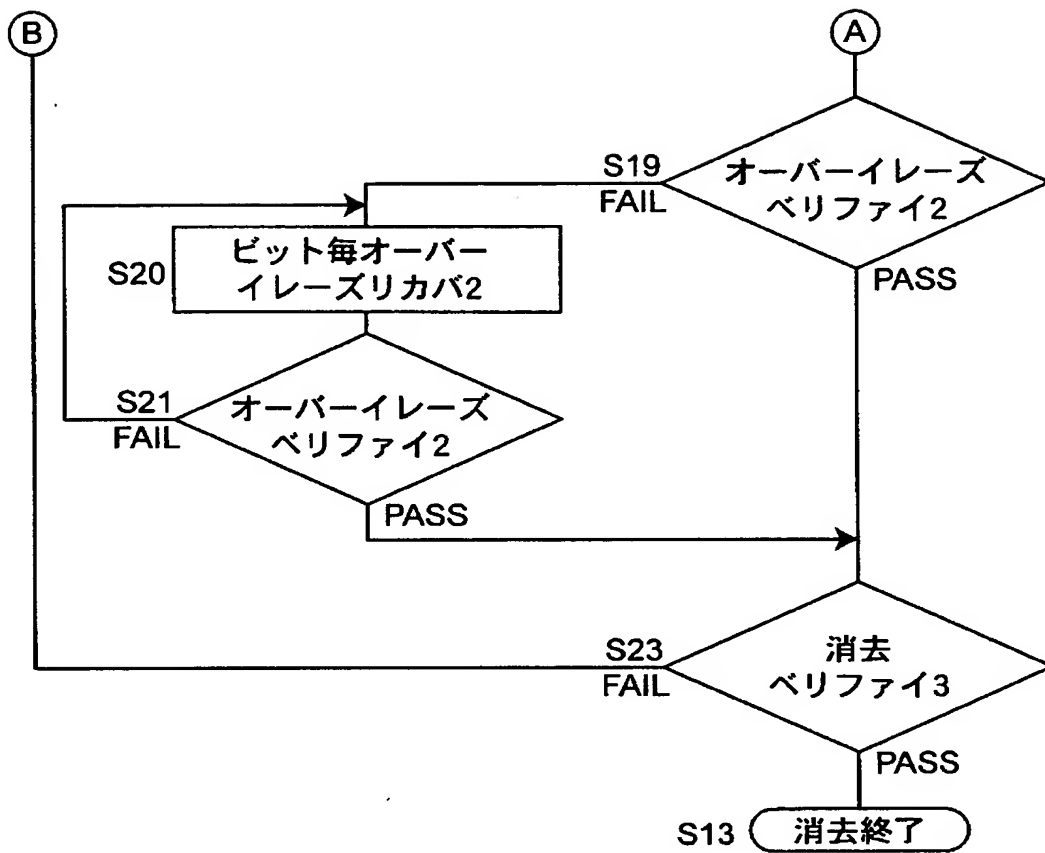 B
A
S19
FAIL
オーバーイレーズ
ベリファイ2
PASS
S20
ビット毎オーバー
イレーズリカバ2
S21
FAIL
オーバーイレーズ
ベリファイ2
PASS
S23
FAIL
消去
ベリファイ3
PASS
S13
消去終了